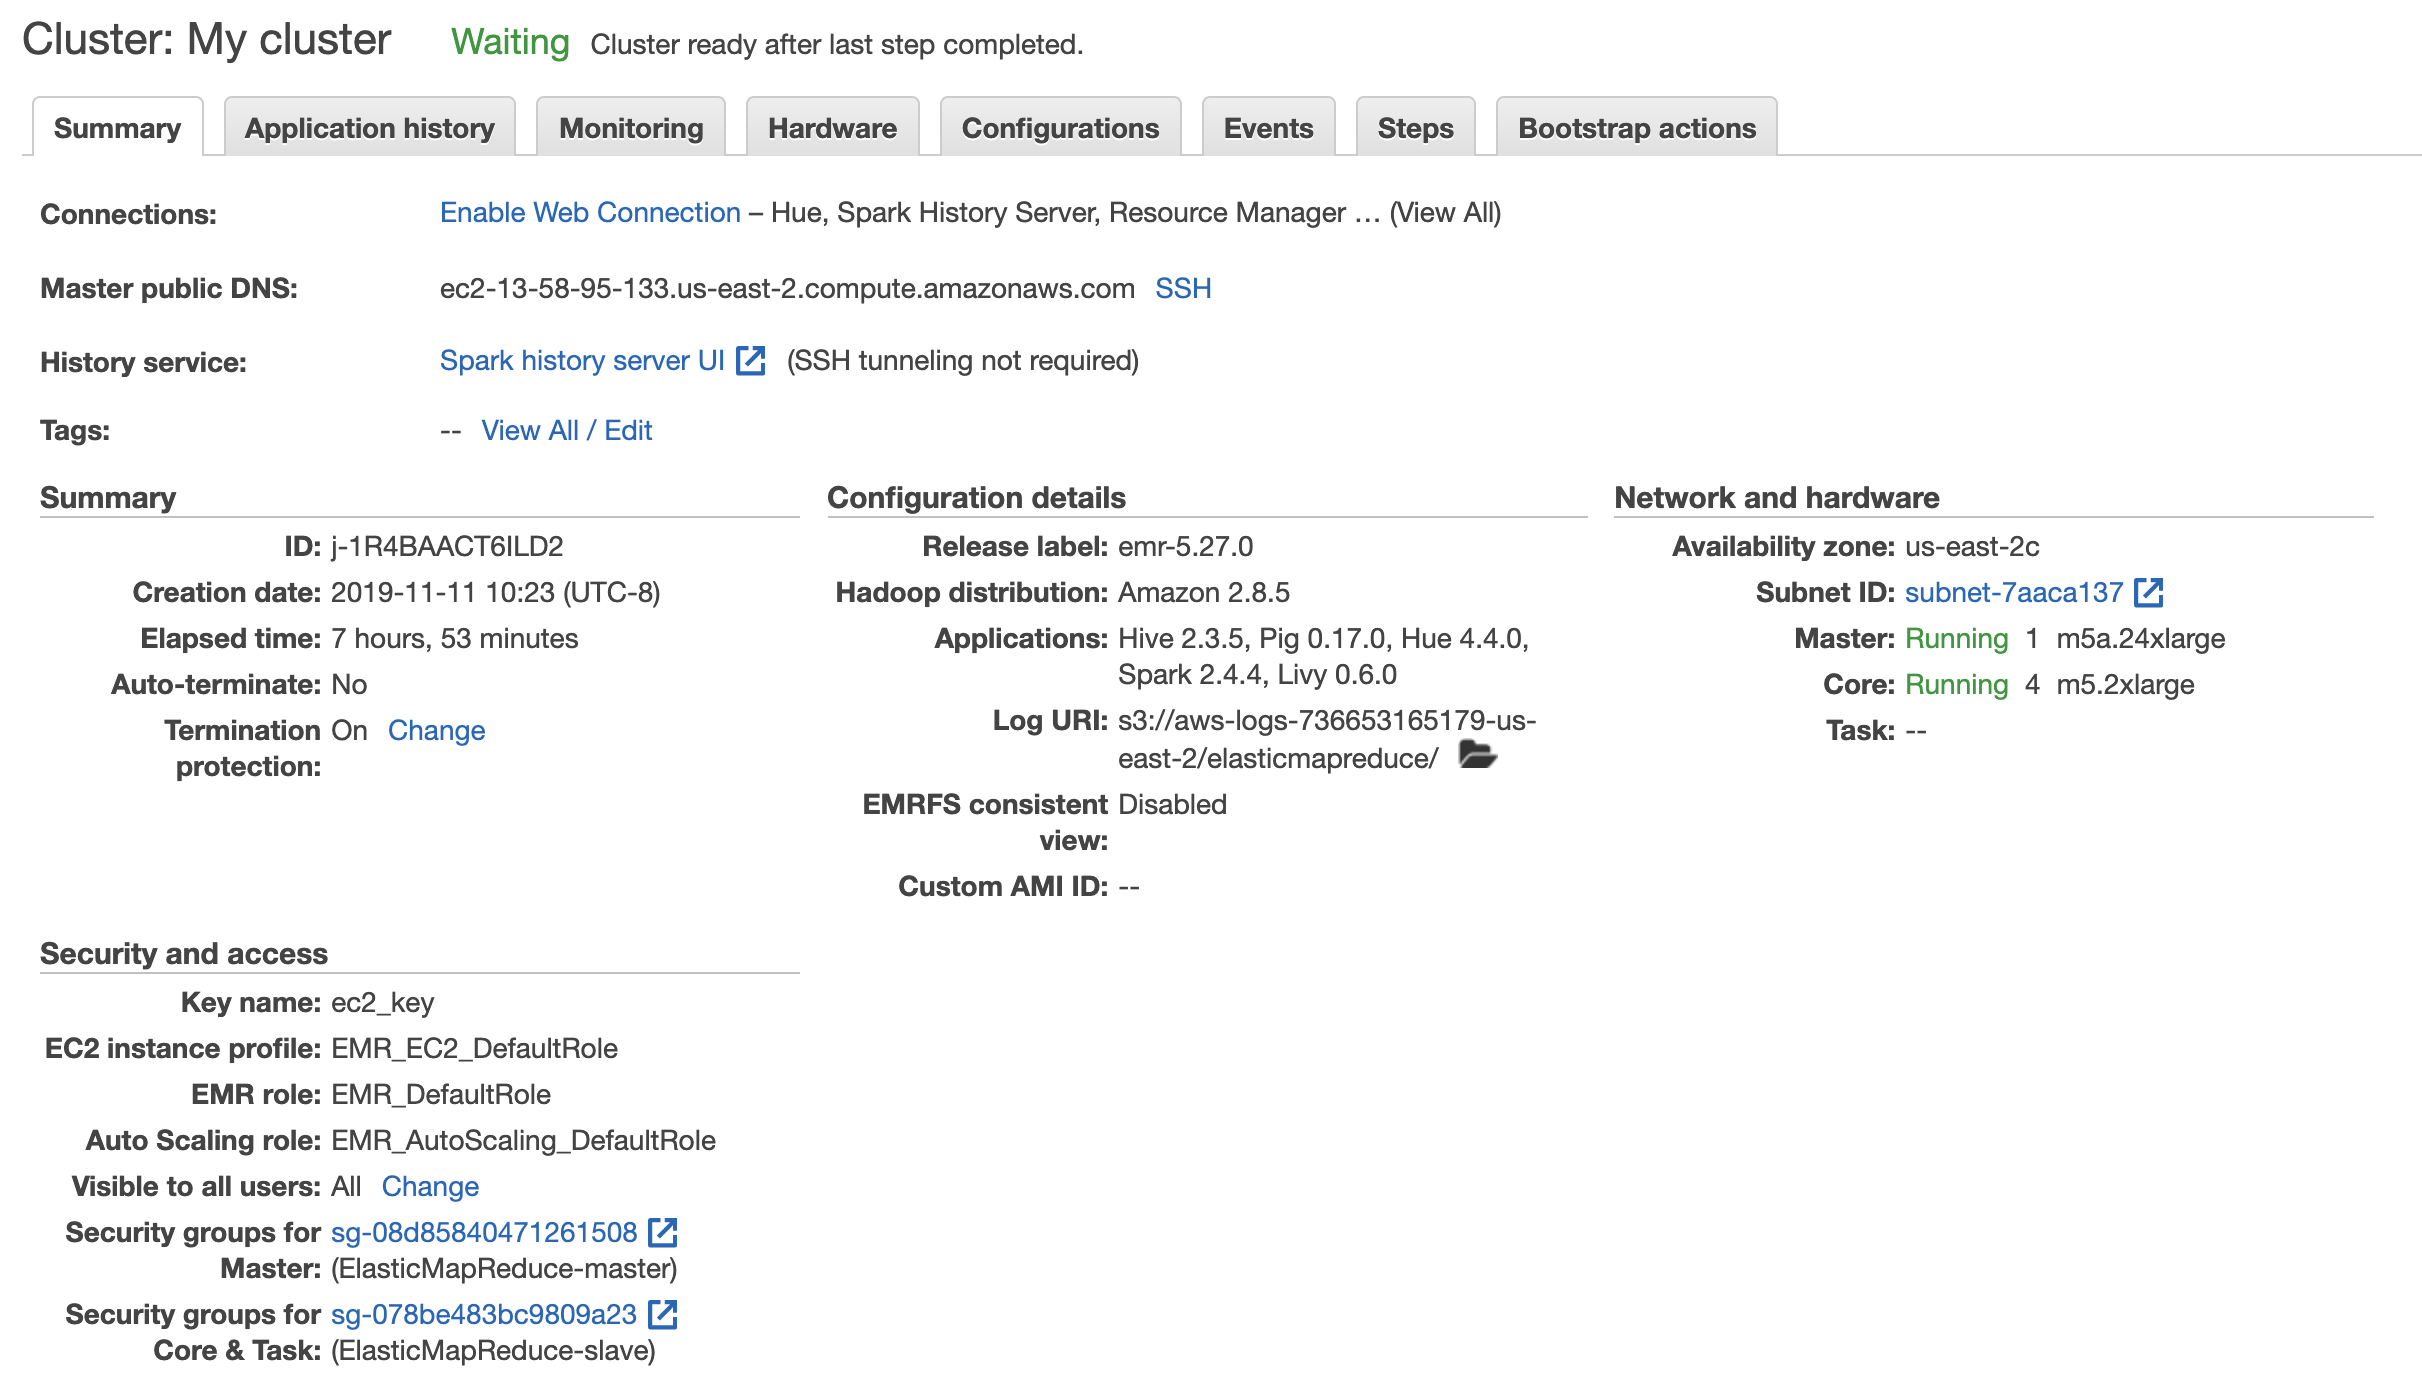 Cluster: My cluster Waiting Cluster ready after last step completed.
Summary Application history Monitoring Hardware Configurations Events Steps Bootstrap actions
Connections: Enable Web Connection – Hue, Spark History Server, Resource Manager … (View All)
Master public DNS: ec2-13-58-95-133.us-east-2.compute.amazonaws.com SSH
History service: Spark history server UI (SSH tunneling not required)
Tags: -- View All / Edit
Summary
ID: j-1R4BAACT6ILD2
Creation date: 2019-11-11 10:23 (UTC-8)
Elapsed time: 7 hours, 53 minutes
Auto-terminate: No
Termination On Change
protection:
Configuration details
Release label: emr-5.27.0
Hadoop distribution: Amazon 2.8.5
Applications: Hive 2.3.5, Pig 0.17.0, Hue 4.4.0,
Spark 2.4.4, Livy 0.6.0
Log URI: s3://aws-logs-736653165179-us-
east-2/elasticmapreduce/
EMRFS consistent Disabled
view:
Custom AMI ID: --
Network and hardware
Availability zone: us-east-2c
Subnet ID: subnet-7aaca137
Master: Running 1 m5a.24xlarge
Core: Running 4 m5.2xlarge
Task: --
Security and access
Key name: ec2_key
EC2 instance profile: EMR_EC2_DefaultRole
EMR role: EMR_DefaultRole
Auto Scaling role: EMR_AutoScaling_DefaultRole
Visible to all users: All Change
Security groups for sg-08d85840471261508
Master: (ElasticMapReduce-master)
Security groups for sg-078be483bc9809a23
Core & Task: (ElasticMapReduce-slave)